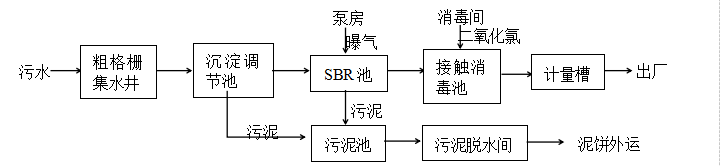 泵房
消毒间
曝气
二氧化氯
污水
粗格栅
集水井
沉淀调
节池
SBR 池
接触消
毒池
计量槽
出厂
污泥
污泥
污泥池
污泥脱水间
泥饼外运